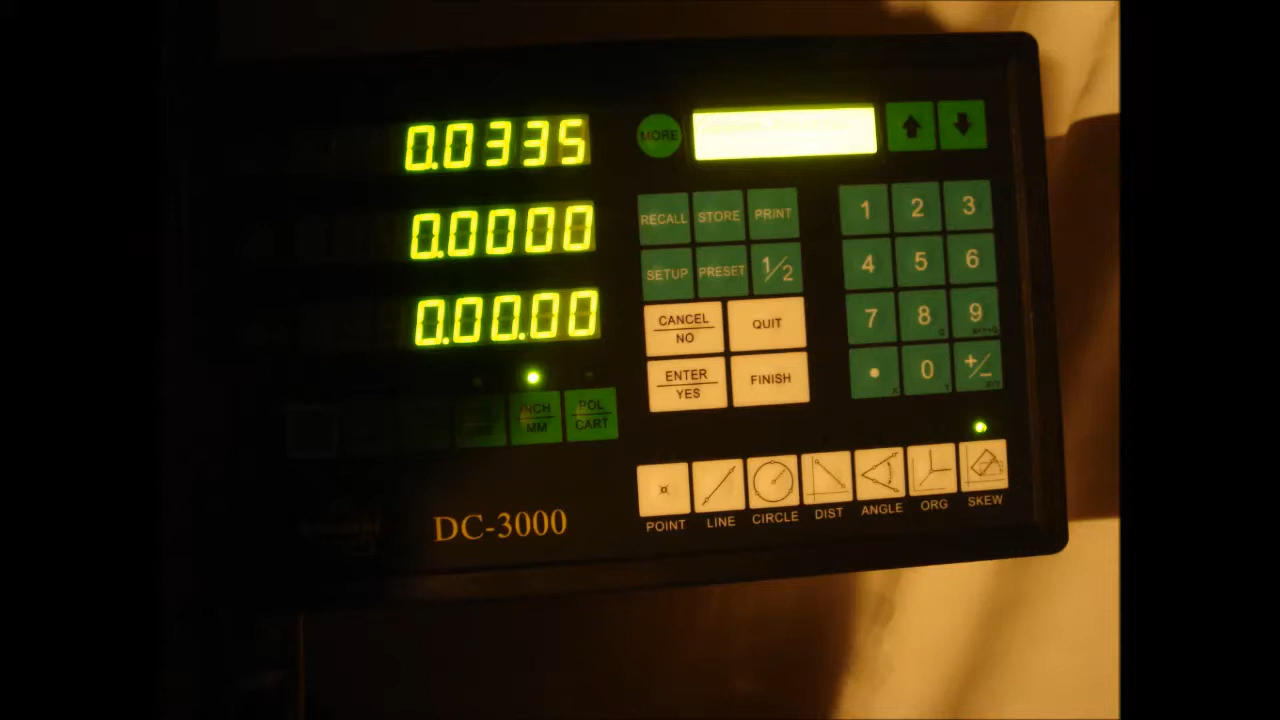 0.0335
MORE
0.0000
0.00.00
RECALL STORE PRINT
SETUP PRESET 1/2
CANCEL
NO
QUIT
ENTER
YES
FINISH
1 2 3
4 5 6
7 8 9
. 0 +/-
INCH
MM
POL
CART
DC-3000
POINT LINE CIRCLE DIST ANGLE ORG SKEW